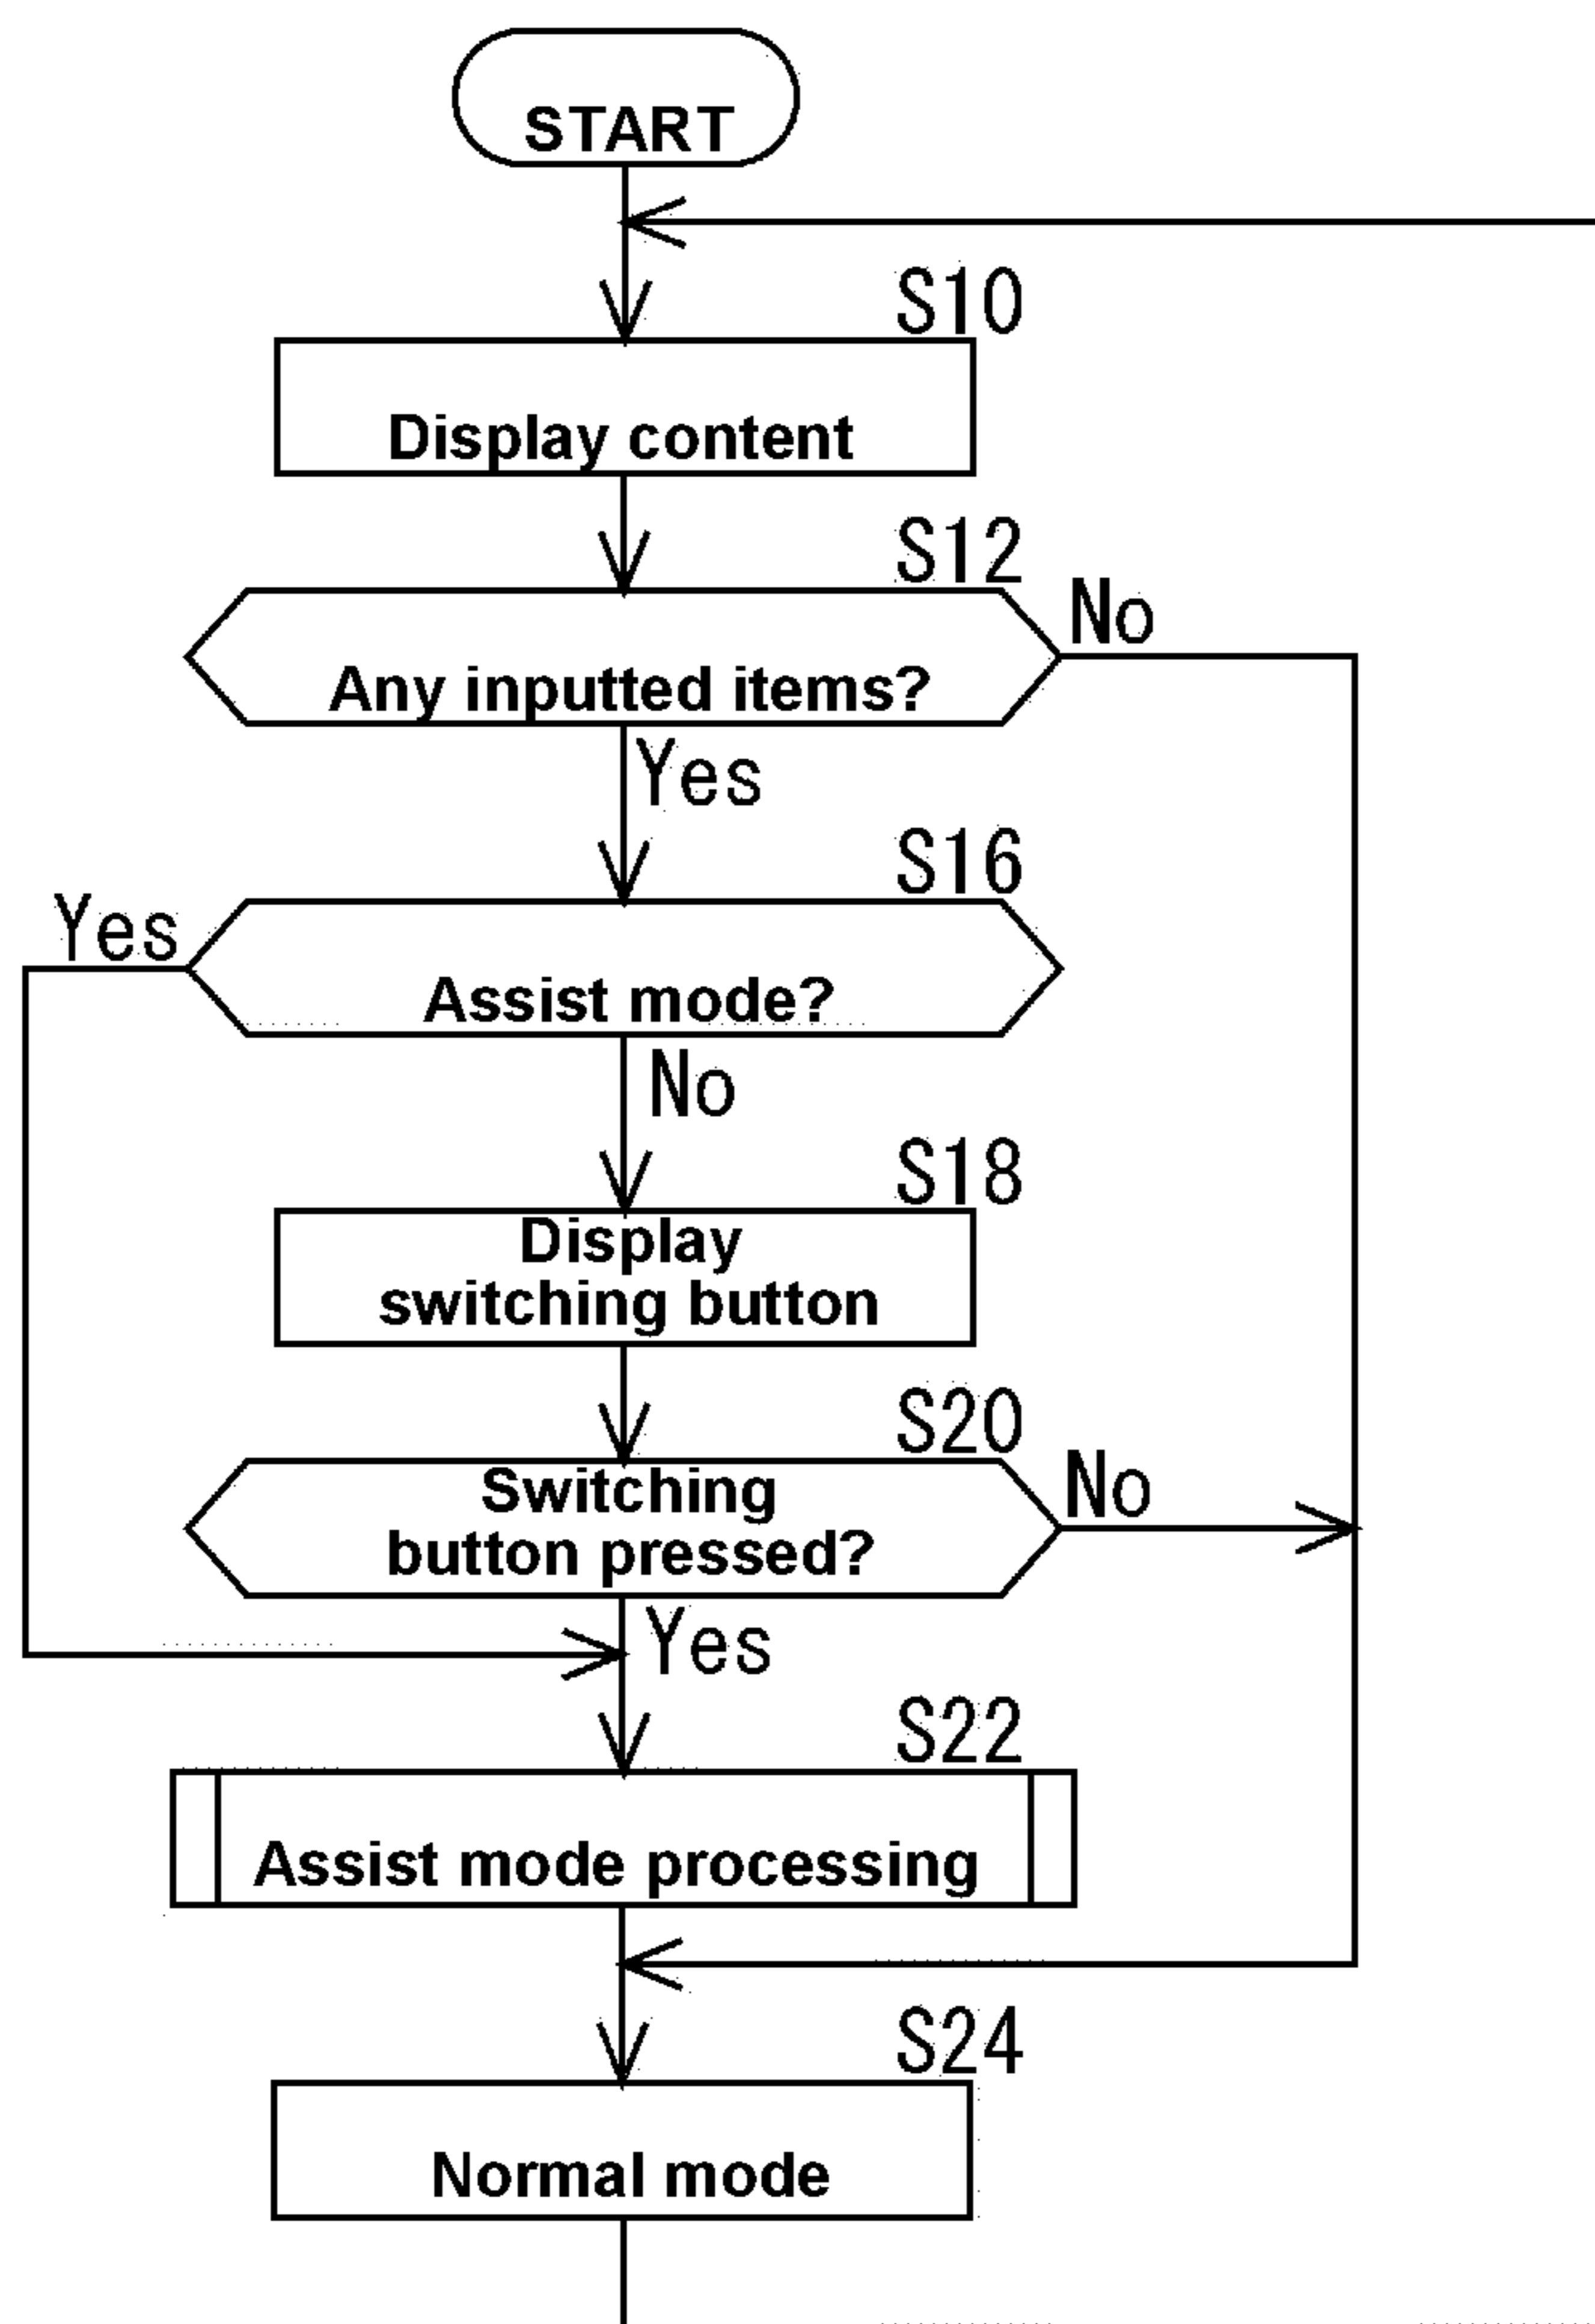 START
S10
Display content
S12
Any inputted items?
No
Yes
S16
Yes
Assist mode?
No
S18
Display
switching button
S20
Switching
button pressed?
No
Yes
S22
Assist mode processing
S24
Normal mode